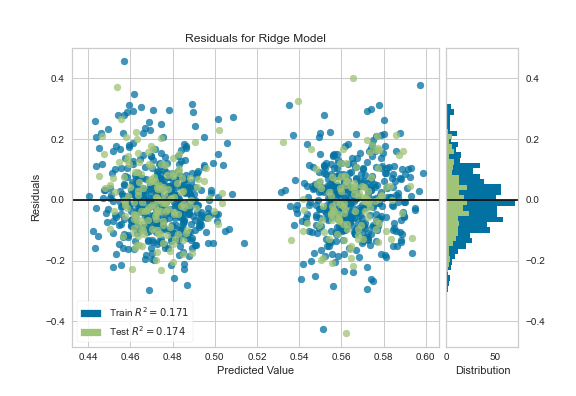 Residuals for Ridge Model
Residuals
0.4
0.2
0.0
−0.2
−0.4
Train R² = 0.171
Test R² = 0.174
0.44 0.46 0.48 0.50 0.52 0.54 0.56 0.58 0.60
Predicted Value
0.4
0.2
0.0
−0.2
−0.4
0 50
Distribution